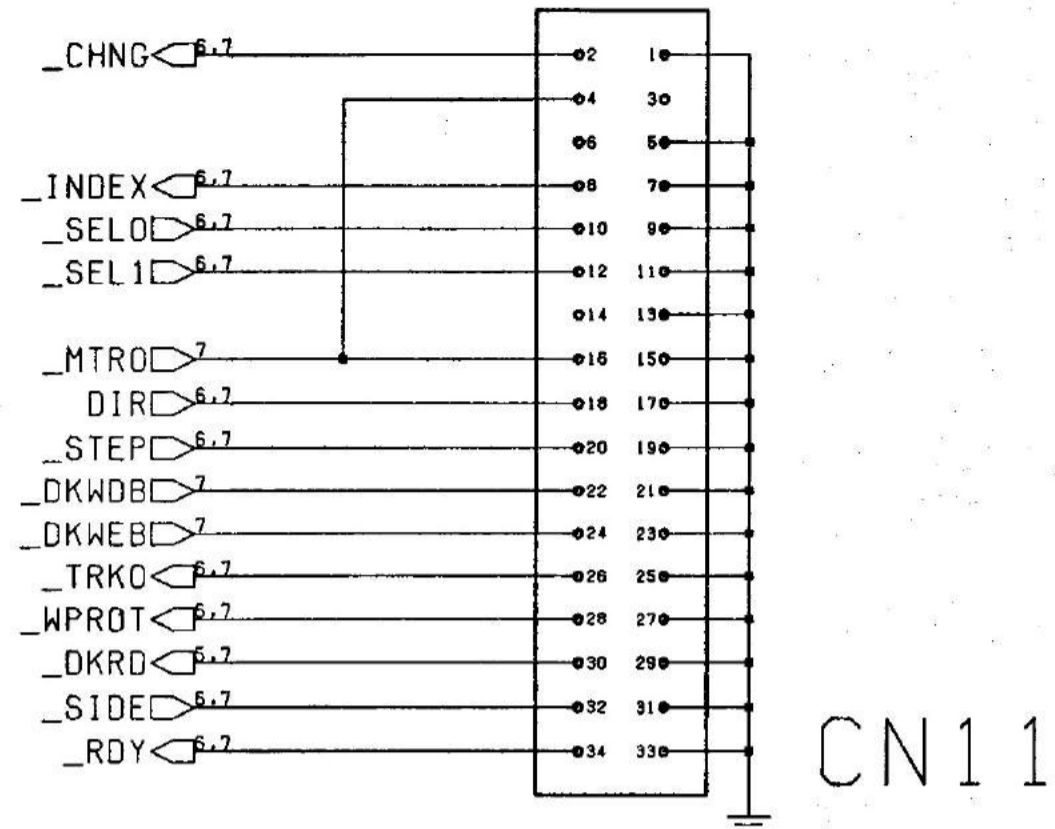 _CHNG 6,7 2 1
4 3
6 5
_INDEX 6,7 8 7
_SEL0 6,7 10 9
_SEL1 6,7 12 11
14 13
_MTRO 7 16 15
DIR 6,7 18 17
_STEP 6,7 20 19
_DKWDB 7 22 21
_DKWEB 7 24 23
_TRK0 6,7 26 25
_WPROT 6,7 28 27
_DKRD 6,7 30 29
_SIDE 6,7 32 31
_RDY 6,7 34 33
CN11